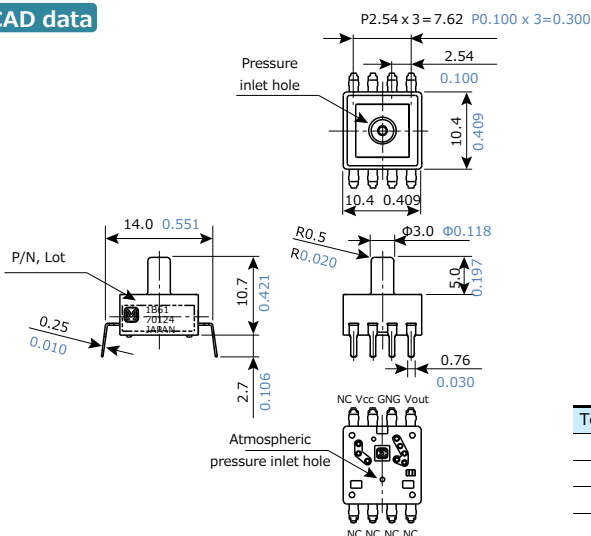 CAD data
P2.54 x 3=7.62 P0.100 x 3=0.300
2.54
0.100
Pressure
inlet hole
10.4
0.409
10.4 0.409
14.0 0.551
P/N, Lot
R0.5
R0.020
Φ3.0 Φ0.118
10.7
0.421
5.0
0.197
1B61
70124
JAPAN
0.25
0.010
2.7
0.106
0.76
0.030
NC Vcc GNG Vout
Atmospheric
pressure inlet hole
NC NC NC NC